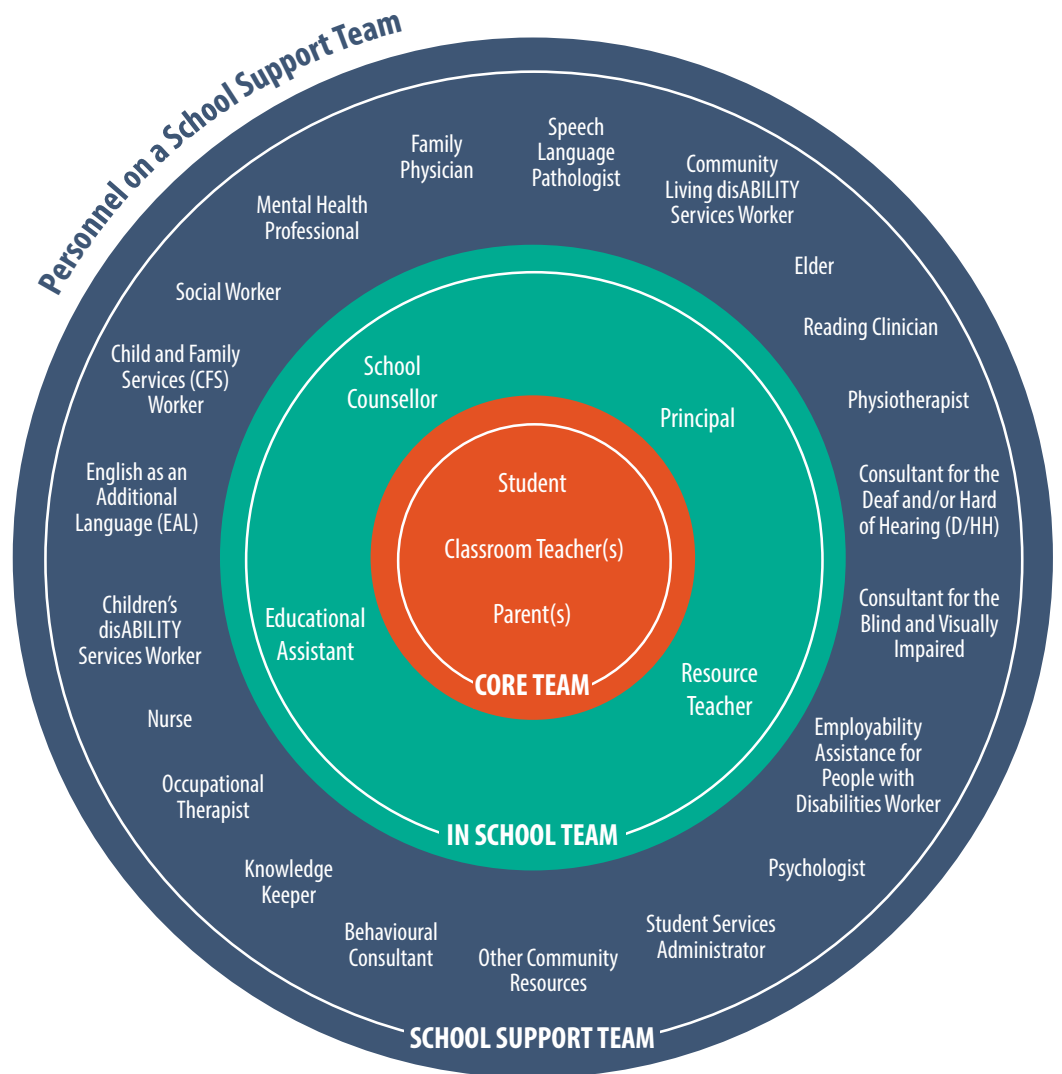 Personnel on a School Support Team
Family
Physician
Speech
Language
Pathologist
Community
Living disABILITY
Services Worker
Elder
Reading Clinician
Physiotherapist
Consultant for the
Deaf and/or Hard
of Hearing (D/HH)
Consultant for the
Blind and Visually
Impaired
Employability
Assistance for
People with
Disabilities Worker
Psychologist
Student Services
Administrator
Other Community
Resources
Behavioural
Consultant
Knowledge
Keeper
Occupational
Therapist
Nurse
Children's
disABILITY
Services Worker
English as an
Additional
Language (EAL)
Child and Family
Services (CFS)
Worker
Social Worker
Mental Health
Professional
School
Counsellor
Principal
Resource
Teacher
Educational
Assistant
Student
Classroom Teacher(s)
Parent(s)
CORE TEAM
IN SCHOOL TEAM
SCHOOL SUPPORT TEAM